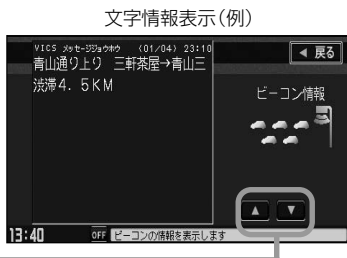 文字情報表示(例)
VICS メッセージジョウホウ (01/04) 23:10
青山通り上り 三軒茶屋→青山三
渋滞4.5KM
◀ 戻る
ビーコン情報
▲ ▼
13:40 OFF ビーコンの情報を表示します